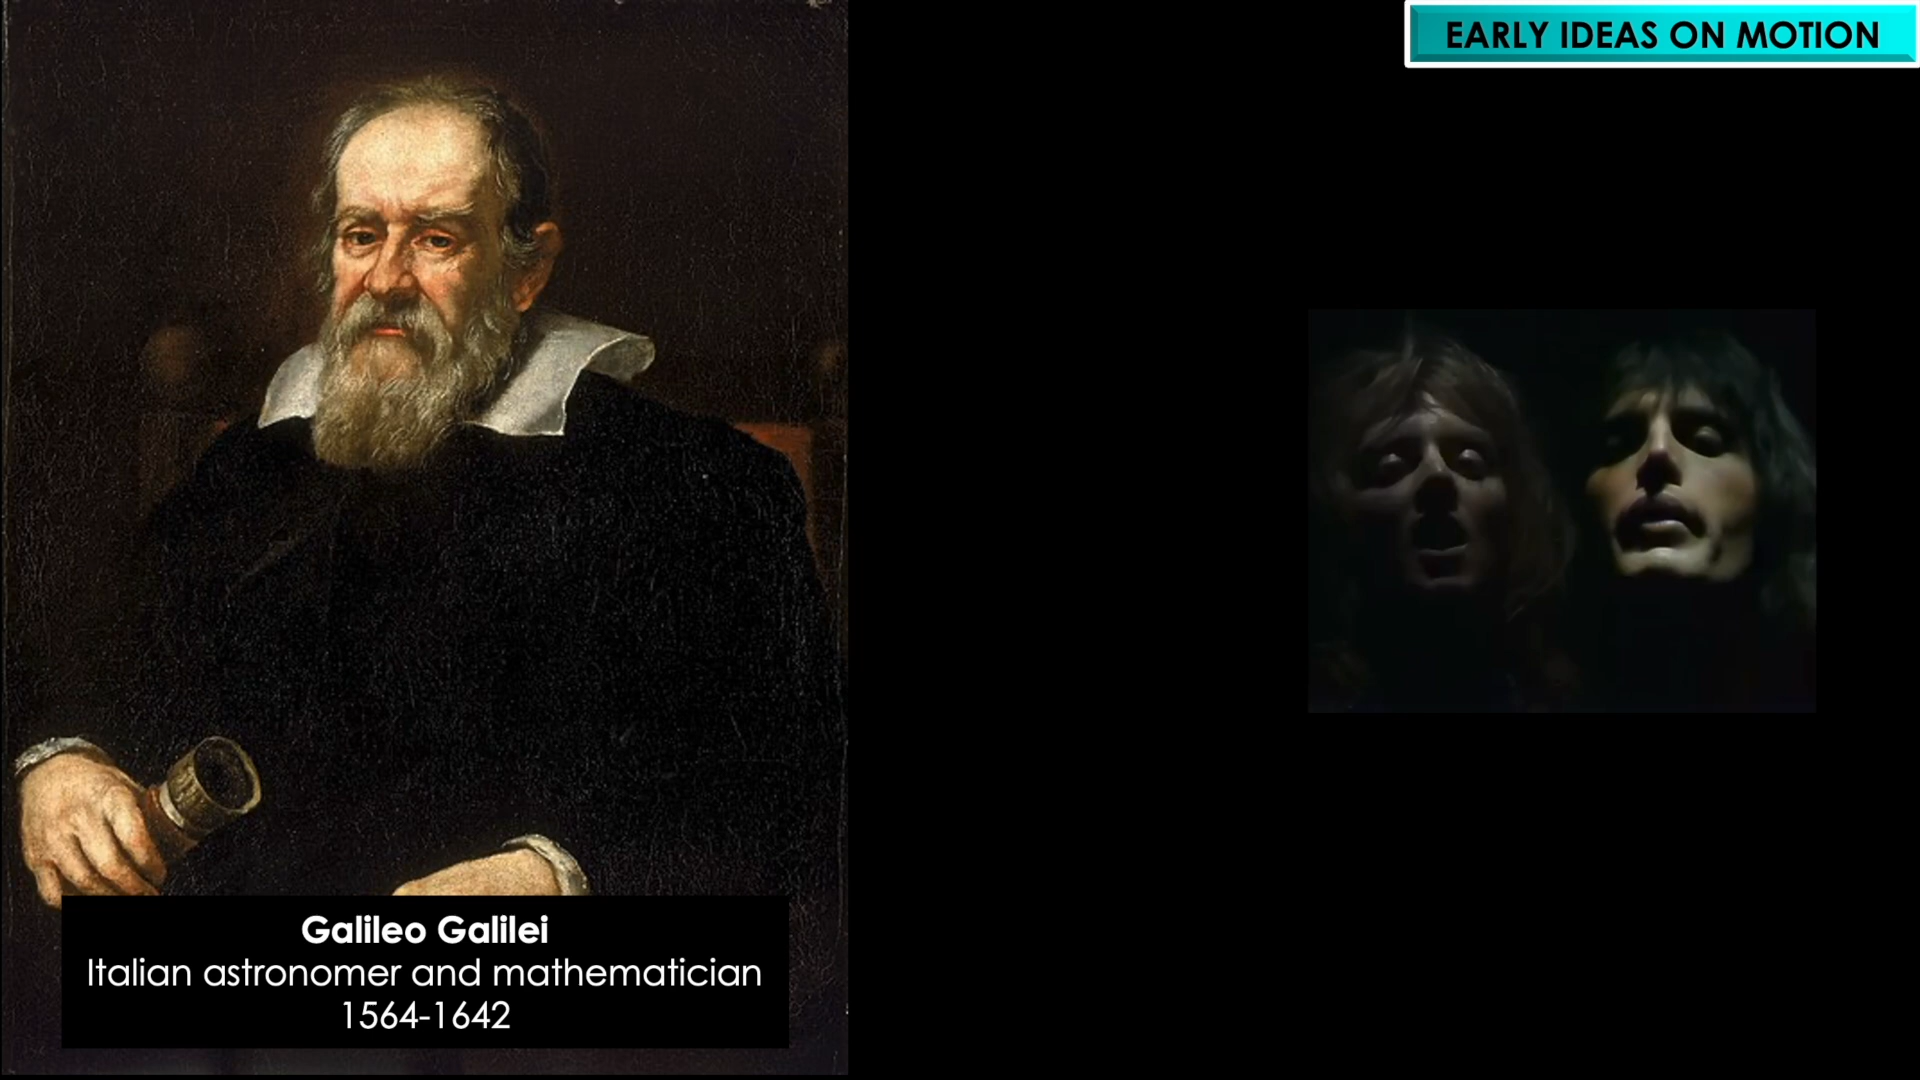 EARLY IDEAS ON MOTION
Galileo Galilei
Italian astronomer and mathematician
1564-1642